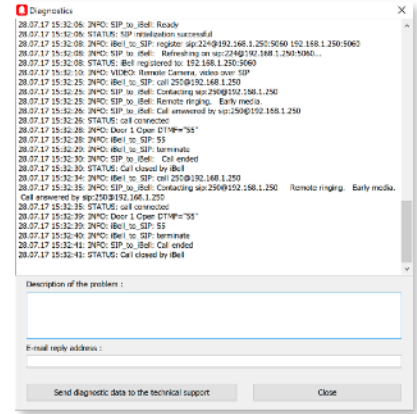 Diagnostics
28.07.17 15:32:06: INFO: SIP_to_iBell: Ready
28.07.17 15:32:06: STATUS: SIP initialization successful
28.07.17 15:32:08: INFO: iBell_to_SIP: register sip:224@192.168.1.250:5060 192.168.1.250:5060
28.07.17 15:32:08: INFO: SIP_to_iBell: Refreshing on sip:224@192.168.1.250:5060...
28.07.17 15:32:08: STATUS: iBell registered to: 192.168.1.250:5060
28.07.17 15:32:10: INFO: VIDEO: Remote Camera, video over SIP
28.07.17 15:32:25: INFO: iBell_to_SIP: call 250@192.168.1.250
28.07.17 15:32:25: INFO: SIP_to_iBell: Contacting sip:250@192.168.1.250
28.07.17 15:32:25: INFO: SIP_to_iBell: Remote ringing. Early media.
28.07.17 15:32:26: INFO: SIP_to_iBell: Call answered by sip:250@192.168.1.250
28.07.17 15:32:26: STATUS: call connected
28.07.17 15:32:28: INFO: Door 1 Open DTMF="55"
28.07.17 15:32:28: INFO: iBell_to_SIP: 55
28.07.17 15:32:29: INFO: iBell_to_SIP: terminate
28.07.17 15:32:30: INFO: SIP_to_iBell: Call ended
28.07.17 15:32:30: STATUS: Call closed by iBell
28.07.17 15:32:34: INFO: iBell_to_SIP: call 250@192.168.1.250
28.07.17 15:32:35: INFO: SIP_to_iBell: Contacting sip:250@192.168.1.250 Remote ringing. Early media.
Call answered by sip:250@192.168.1.250
28.07.17 15:32:35: STATUS: call connected
28.07.17 15:32:39: INFO: Door 1 Open DTMF="55"
28.07.17 15:32:39: INFO: iBell_to_SIP: 55
28.07.17 15:32:40: INFO: iBell_to_SIP: terminate
28.07.17 15:32:41: INFO: SIP_to_iBell: Call ended
28.07.17 15:32:41: STATUS: Call closed by iBell
Description of the problem :
E-mail reply address :
Send diagnostic data to the technical support
Close